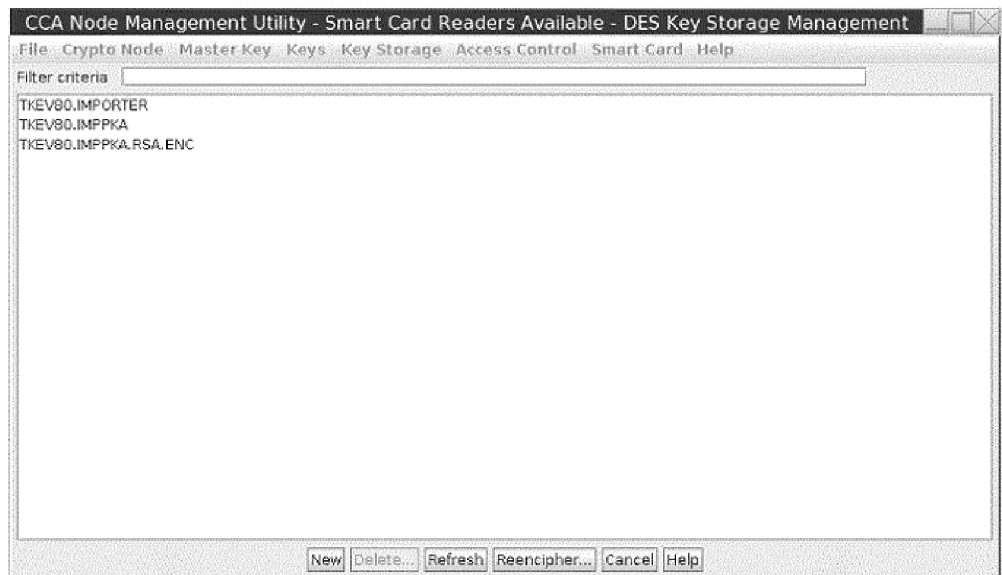 CCA Node Management Utility - Smart Card Readers Available - DES Key Storage Management
File Crypto Node Master Key Keys Key Storage Access Control Smart Card Help
Filter criteria
TKEV80.IMPORTER
TKEV80.IMPPKA
TKEV80.IMPPKA.RSA.ENC
New Delete... Refresh Reencipher... Cancel Help